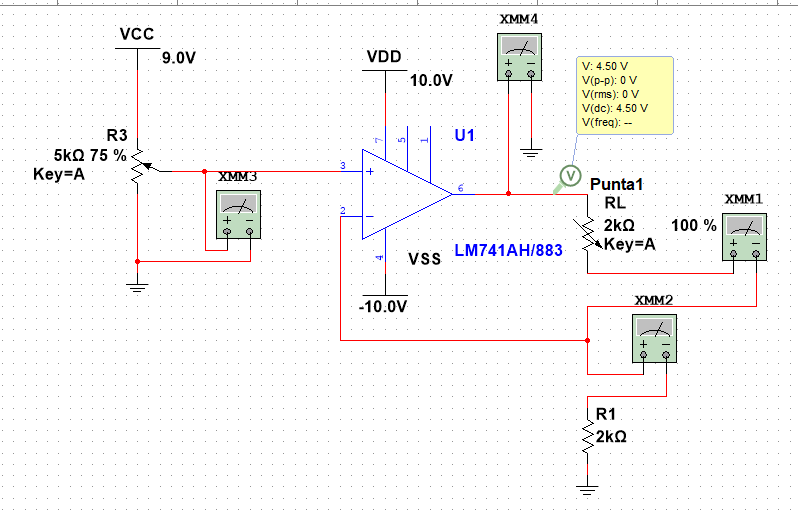 XMM4
VCC
9.0V
VDD
10.0V
V: 4.50 V
V(p-p): 0 V
V(rms): 0 V
V(dc): 4.50 V
V(freq): --
R3
5kΩ 75 %
Key=A
7
5
1
U1
3
+
XMM3
+ −
6
V
Punta1
RL
2kΩ
Key=A
100 %
XMM1
+ −
2
−
4
VSS
LM741AH/883
-10.0V
XMM2
+ −
R1
2kΩ